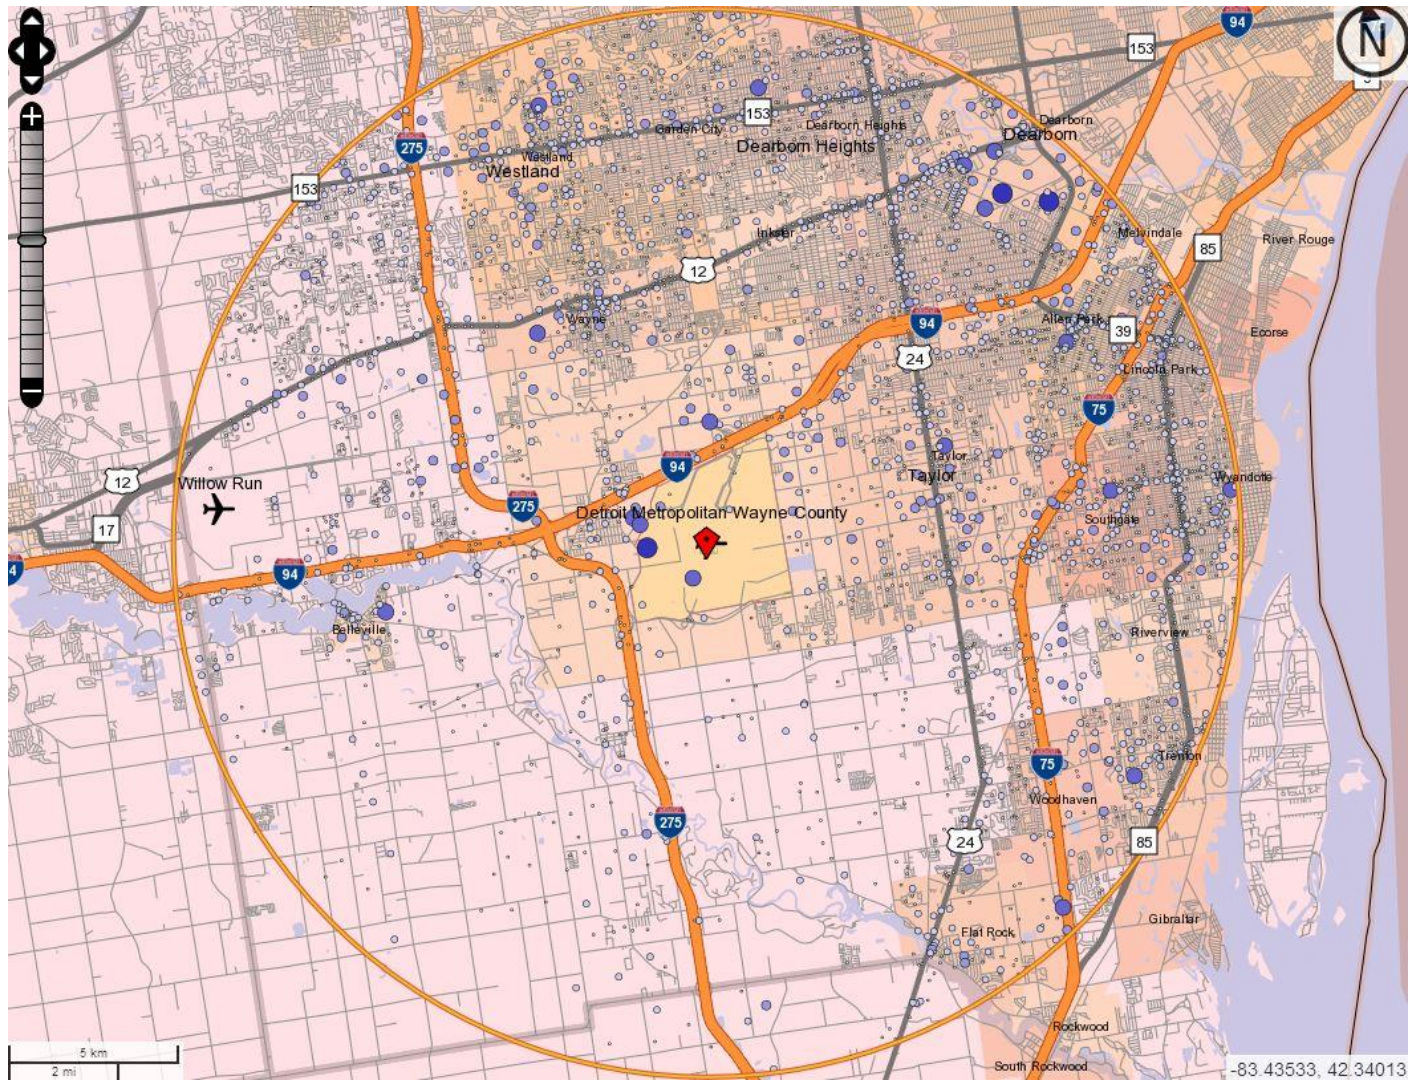 94
N
153
3
153
Dearborn
Garden City
Dearborn Heights
Dearborn
Dearborn Heights
275
Westland
Westland
153
Inkster
Melvindale
85
River Rouge
12
Wayne
94
Allen Park
39
Ecorse
24
Lincoln Park
75
Taylor
94
12
Willow Run
Taylor
Wyandotte
275
Detroit Metropolitan Wayne County
Southgate
17
4
94
Belleville
Riverview
75
Trenton
Woodhaven
275
24
85
Gibraltar
Flat Rock
Rockwood
5 km
2 mi
South Rockwood
-83.43533, 42.34013